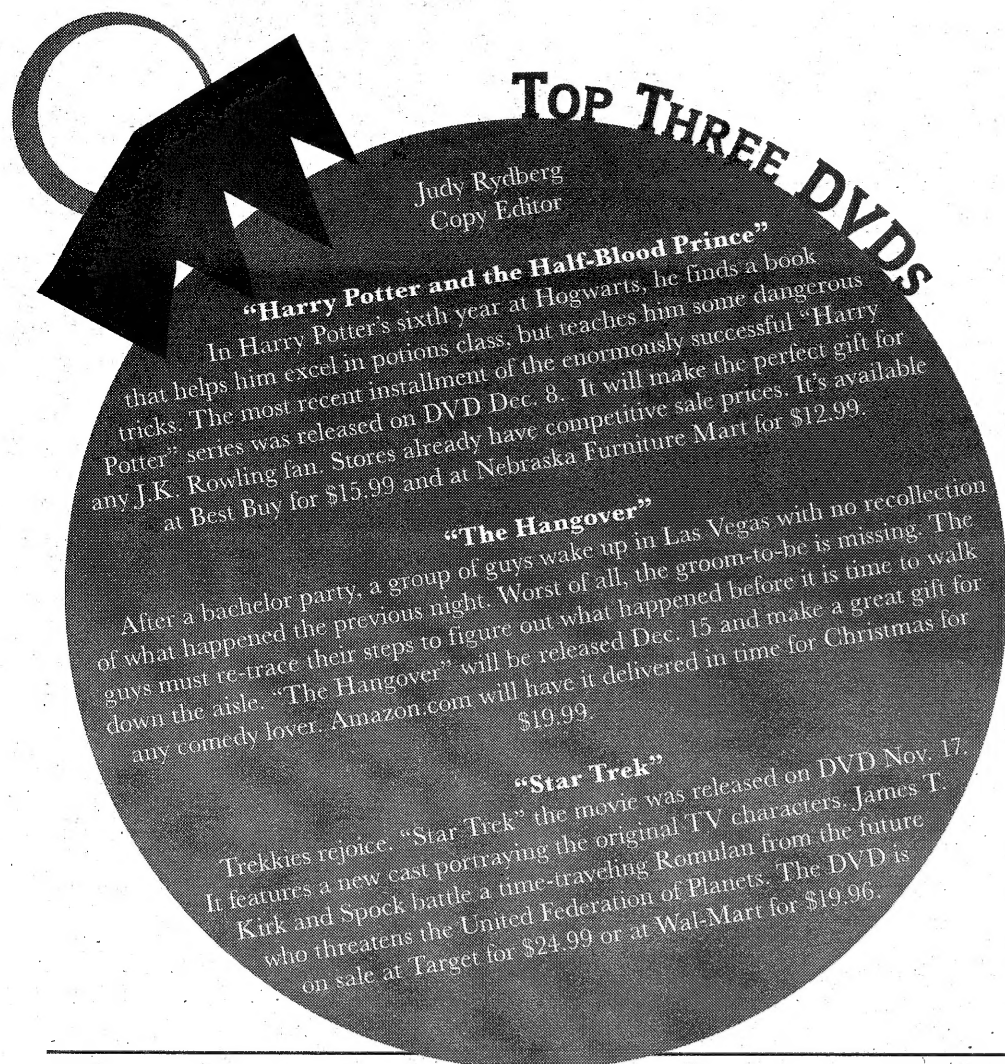 TOP THREE DVDS
Judy Rydberg
Copy Editor
“Harry Potter and the Half-Blood Prince”
In Harry Potter’s sixth year at Hogwarts, he finds a book
that helps him excel in potions class, but teaches him some dangerous
tricks. The most recent installment of the enormously successful “Harry
Potter” series was released on DVD Dec. 8.  It will make the perfect gift for
any J.K. Rowling fan. Stores already have competitive sale prices. It’s available
at Best Buy for $15.99 and at Nebraska Furniture Mart for $12.99.
“The Hangover”
After a bachelor party, a group of guys wake up in Las Vegas with no recollection
of what happened the previous night. Worst of all, the groom-to-be is missing. The
guys must re-trace their steps to figure out what happened before it is time to walk
down the aisle. “The Hangover” will be released Dec. 15 and make a great gift for
any comedy lover. Amazon.com will have it delivered in time for Christmas for
$19.99.
“Star Trek”
Trekkies rejoice. “Star Trek” the movie was released on DVD Nov. 17.
It features a new cast portraying the original TV characters. James T.
Kirk and Spock battle a time-traveling Romulan from the future
who threatens the United Federation of Planets. The DVD is
on sale at Target for $24.99 or at Wal-Mart for $19.96.